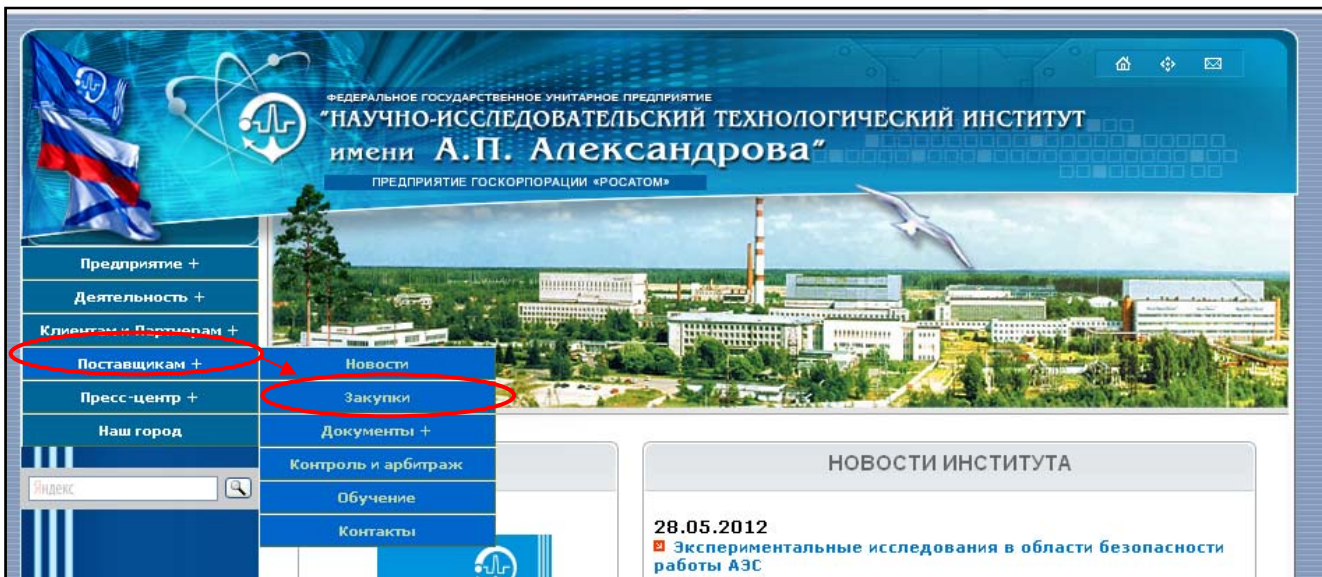 ФЕДЕРАЛЬНОЕ ГОСУДАРСТВЕННОЕ УНИТАРНОЕ ПРЕДПРИЯТИЕ
"НАУЧНО-ИССЛЕДОВАТЕЛЬСКИЙ ТЕХНОЛОГИЧЕСКИЙ ИНСТИТУТ
имени А.П. Александрова"
ПРЕДПРИЯТИЕ ГОСКОРПОРАЦИИ «РОСАТОМ»
Предприятие +
Деятельность +
Клиентам и Партнерам +
Поставщикам +
Пресс-центр +
Наш город
Яндекс
Новости
Закупки
Документы +
Контроль и арбитраж
Обучение
Контакты
НОВОСТИ ИНСТИТУТА
28.05.2012
Экспериментальные исследования в области безопасности
работы АЭС